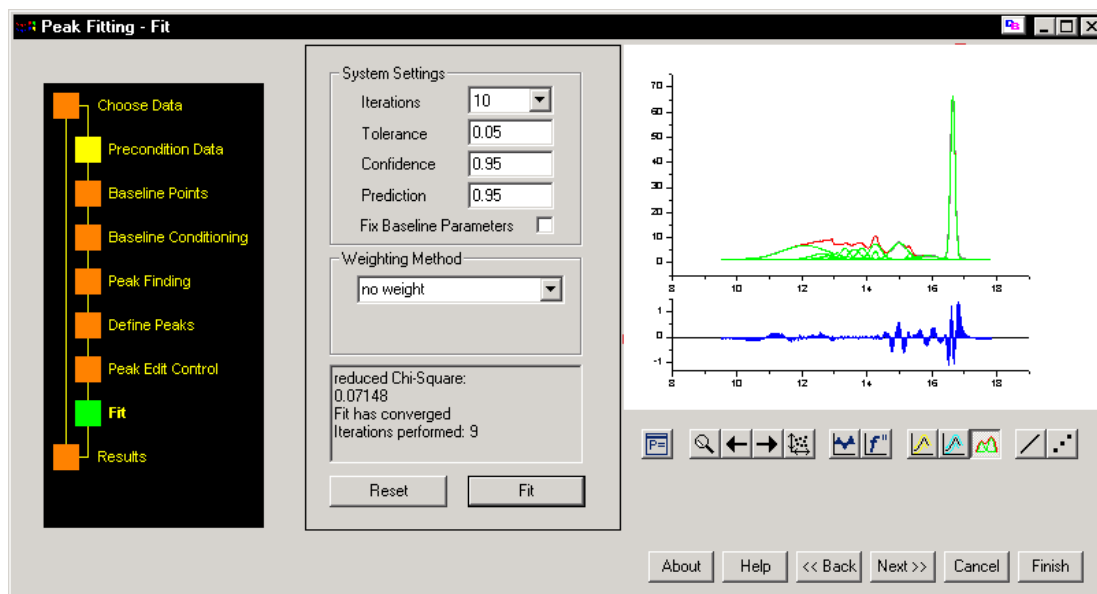 Peak Fitting - Fit
Choose Data
Precondition Data
Baseline Points
Baseline Conditioning
Peak Finding
Define Peaks
Peak Edit Control
Fit
Results
System Settings
Iterations 10
Tolerance 0.05
Confidence 0.95
Prediction 0.95
Fix Baseline Parameters
Weighting Method
no weight
reduced Chi-Square:
0.07148
Fit has converged
Iterations performed: 9
Reset Fit
70
60
50
40
30
20
10
0
8 10 12 14 16 18
1
0
-1
8 10 12 14 16 18
P= f"
About Help << Back Next >> Cancel Finish